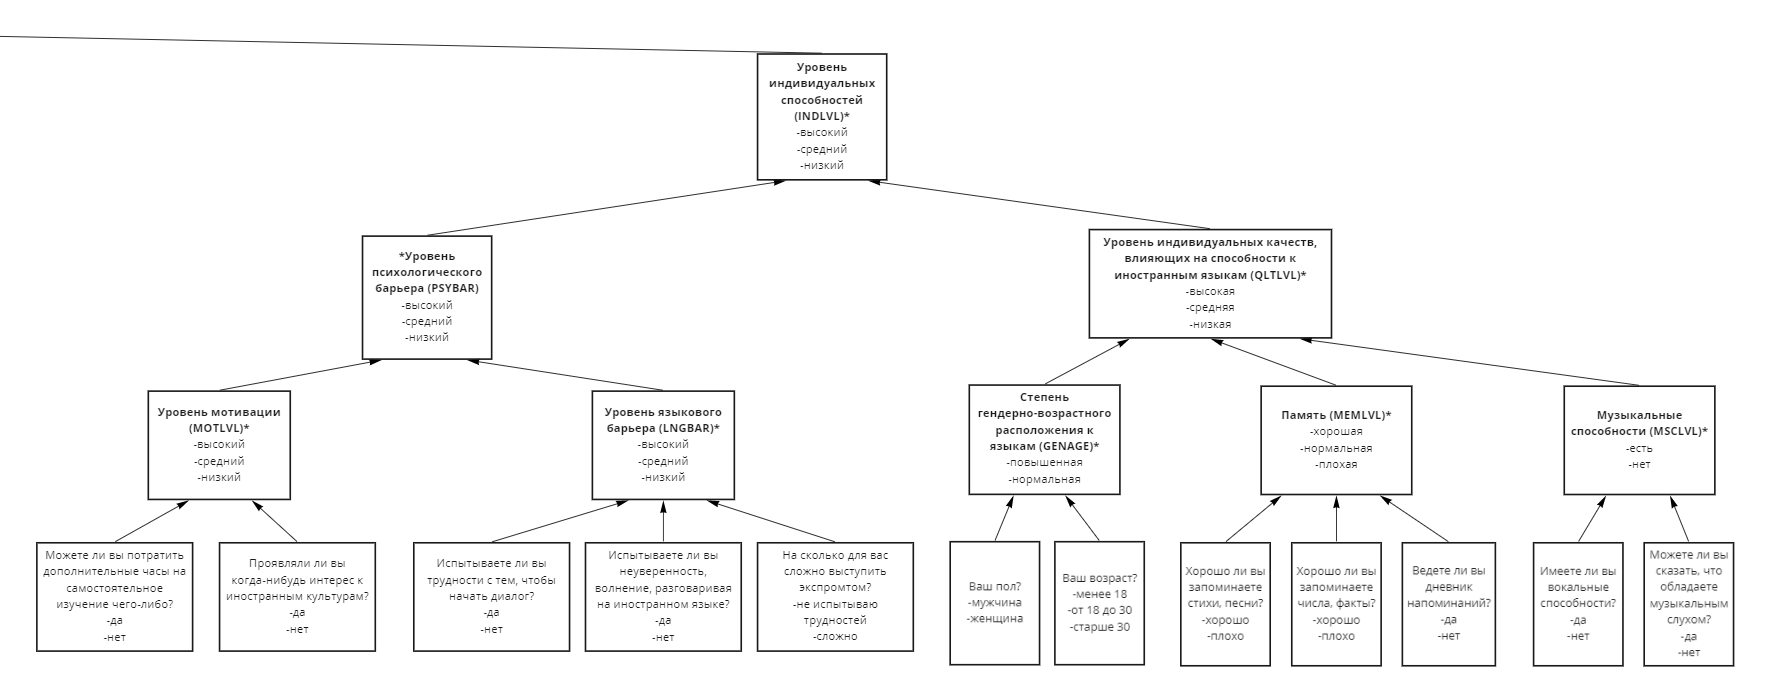 Уровень
индивидуальных
способностей
(INDLVL)*
-высокий
-средний
-низкий
*Уровень
психологического
барьера (PSYBAR)
-высокий
-средний
-низкий
Уровень индивидуальных качеств,
влияющих на способности к
иностранным языкам (QLTLVL)*
-высокая
-средняя
-низкая
Уровень мотивации
(MOTLVL)*
-высокий
-средний
-низкий
Уровень языкового
барьера (LNGBAR)*
-высокий
-средний
-низкий
Степень
гендерно-возрастного
расположения к
языкам (GENAGE)*
-повышенная
-нормальная
Память (MEMLVL)*
-хорошая
-нормальная
-плохая
Музыкальные
способности (MSCLVL)*
-есть
-нет
Можете ли вы потратить
дополнительные часы на
самостоятельное
изучение чего-либо?
-да
-нет
Проявляли ли вы
когда-нибудь интерес к
иностранным культурам?
-да
-нет
Испытываете ли вы
трудности с тем, чтобы
начать диалог?
-да
-нет
Испытываете ли вы
неуверенность,
волнение, разговаривая
на иностранном языке?
-да
-нет
На сколько для вас
сложно выступить
экспромтом?
-не испытываю
трудностей
-сложно
Ваш пол?
-мужчина
-женщина
Ваш возраст?
-менее 18
-от 18 до 30
-старше 30
Хорошо ли вы
запоминаете
стихи, песни?
-хорошо
-плохо
Хорошо ли вы
запоминаете
числа, факты?
-хорошо
-плохо
Ведете ли вы
дневник
напоминаний?
-да
-нет
Имеете ли вы
вокальные
способности?
-да
-нет
Можете ли вы
сказать, что
обладаете
музыкальным
слухом?
-да
-нет